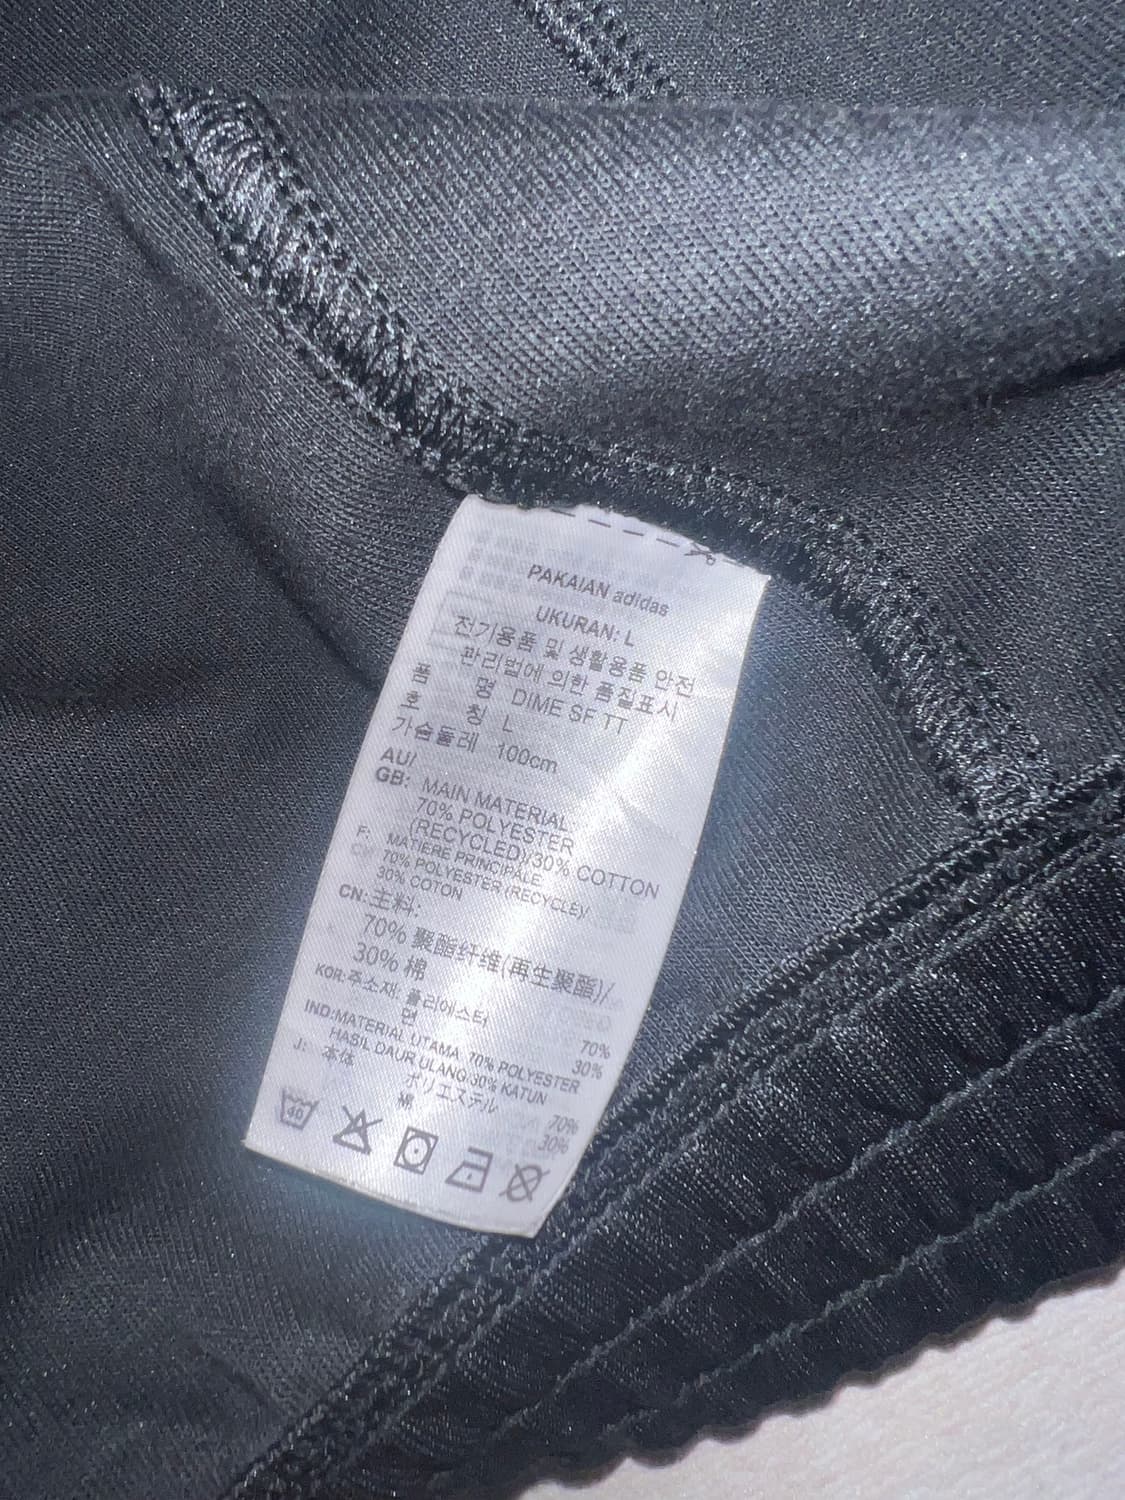 PAKAIAN adidas
UKURAN: L
전기용품 및 생활용품 안전
관리법에 의한 품질표시
품 명 DIME SF TT
호 칭 L
가슴둘레 100cm
AU/
GB: MAIN MATERIAL
70% POLYESTER
(RECYCLED)/30% COTTON
F: MATIÈRE PRINCIPALE
70% POLYESTER (RECYCLE)/
30% COTON
CN: 主料:
70% 聚酯纤维(再生聚酯)/
30% 棉
KOR: 주소재: 폴리에스터 70%
면 30%
IND: MATERIAL UTAMA 70% POLYESTER
HASIL DAUR ULANG/30% KATUN
J: 本体 ポリエステル 70%
綿 30%
40